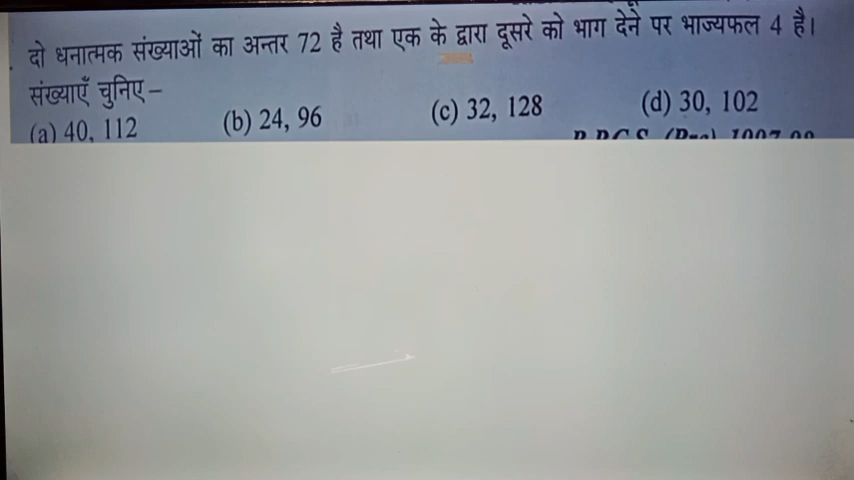 दो धनात्मक संख्याओं का अन्तर 72 है तथा एक के द्वारा दूसरे को भाग देने पर भाज्यफल 4 है।
संख्याएँ चुनिए –
(a) 40, 112 (b) 24, 96 (c) 32, 128 (d) 30, 102